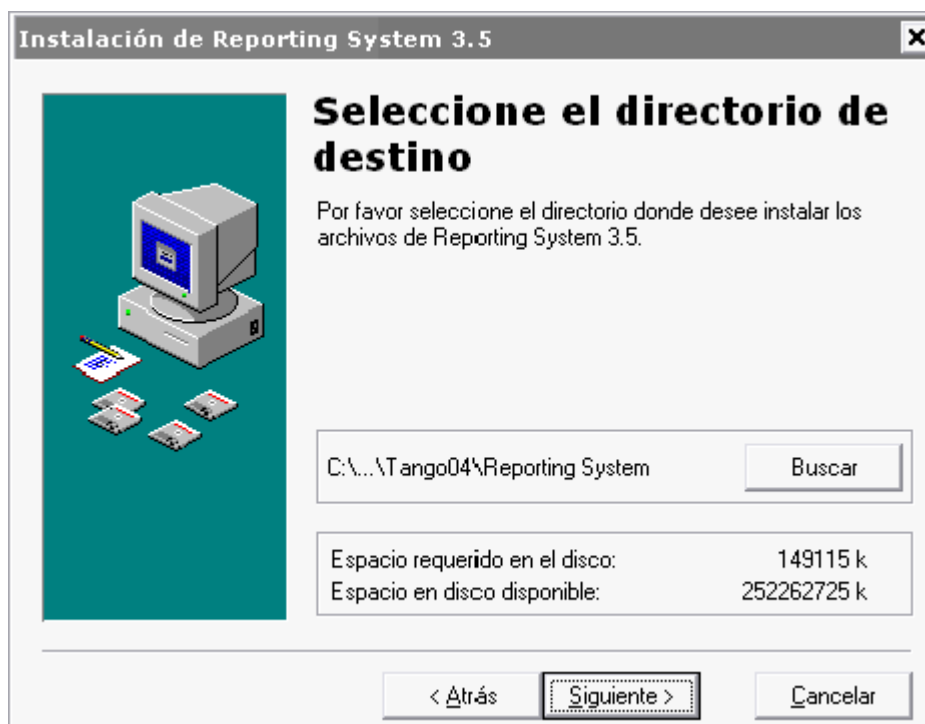 Instalación de Reporting System 3.5
Seleccione el directorio de
destino
Por favor seleccione el directorio donde desee instalar los
archivos de Reporting System 3.5.
C:\...\Tango04\Reporting System
Buscar
Espacio requerido en el disco: 149115 k
Espacio en disco disponible: 252262725 k
< Atrás
Siguiente >
Cancelar